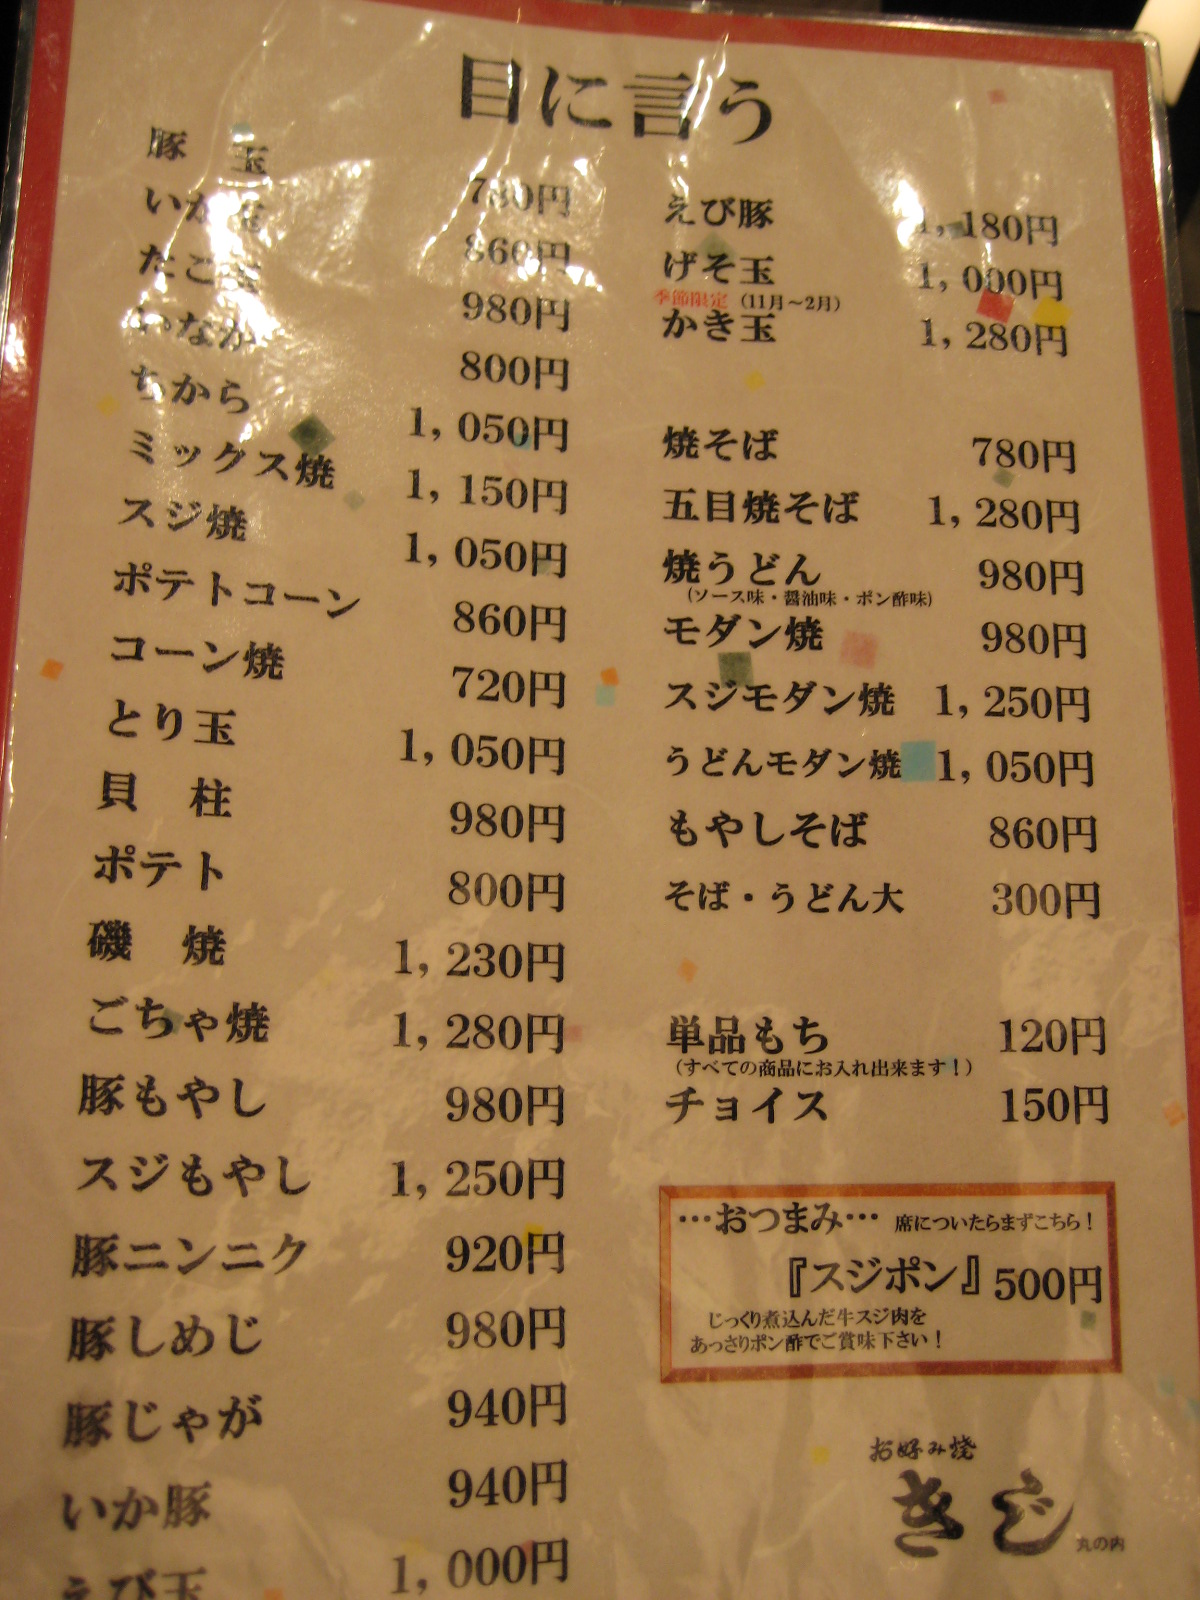 目に言う
豚 玉 780円
いか玉 860円
たこ玉 980円
いなか 800円
ちから 1,050円
ミックス焼 1,150円
スジ焼 1,050円
ポテトコーン 860円
コーン焼 720円
とり玉 1,050円
貝 柱 980円
ポテト 800円
磯 焼 1,230円
ごちゃ焼 1,280円
豚もやし 980円
スジもやし 1,250円
豚ニンニク 920円
豚しめじ 980円
豚じゃが 940円
いか豚 940円
えび玉 1,000円
えび豚 1,180円
げそ玉 1,000円
季節限定 (11月～2月)
かき玉 1,280円
焼そば 780円
五目焼そば 1,280円
焼うどん 980円
(ソース味・醤油味・ポン酢味)
モダン焼 980円
スジモダン焼 1,250円
うどんモダン焼 1,050円
もやしそば 860円
そば・うどん大 300円
単品もち 120円
(すべての商品にお入れ出来ます！)
チョイス 150円
…おつまみ… 席についたらまずこちら！
『スジポン』500円
じっくり煮込んだ牛スジ肉を
あっさりポン酢でご賞味下さい！
お好み焼
きじ 丸の内